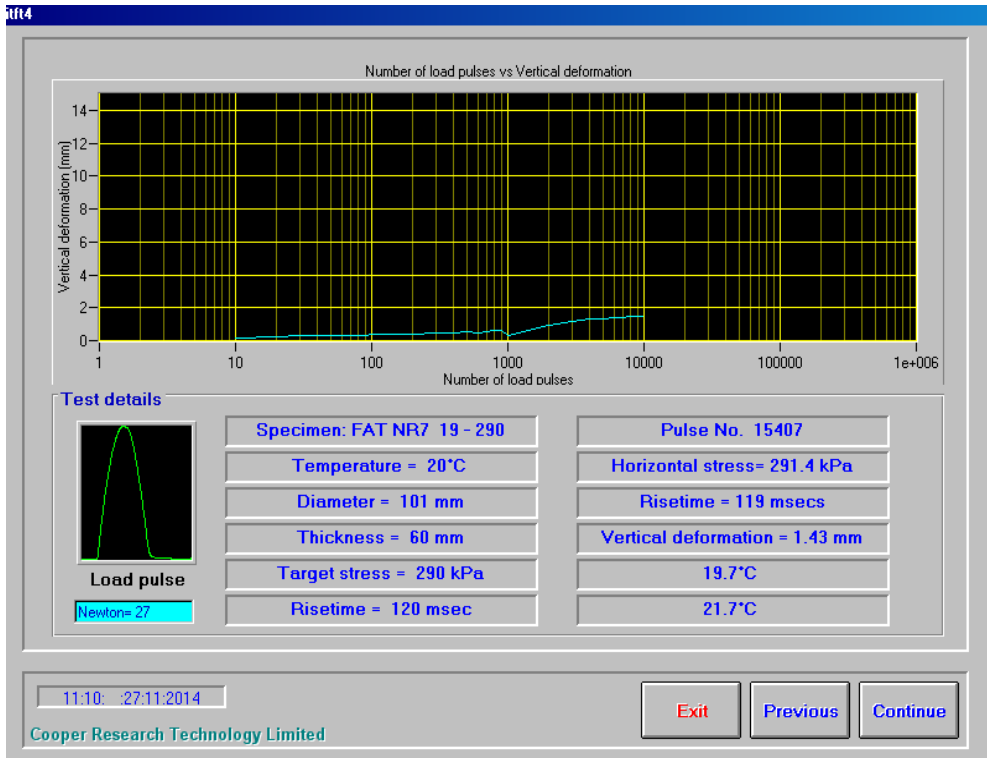 itft4
Number of load pulses vs Vertical deformation
Vertical deformation (mm)
14
12
10
8
6
4
2
0
1 10 100 1000 10000 100000 1e+006
Number of load pulses
Test details
Load pulse
Newton= 27
Specimen: FAT NR7 19 - 290
Temperature = 20°C
Diameter = 101 mm
Thickness = 60 mm
Target stress = 290 kPa
Risetime = 120 msec
Pulse No. 15407
Horizontal stress= 291.4 kPa
Risetime = 119 msecs
Vertical deformation = 1.43 mm
19.7°C
21.7°C
11:10: :27:11:2014
Cooper Research Technology Limited
Exit
Previous
Continue